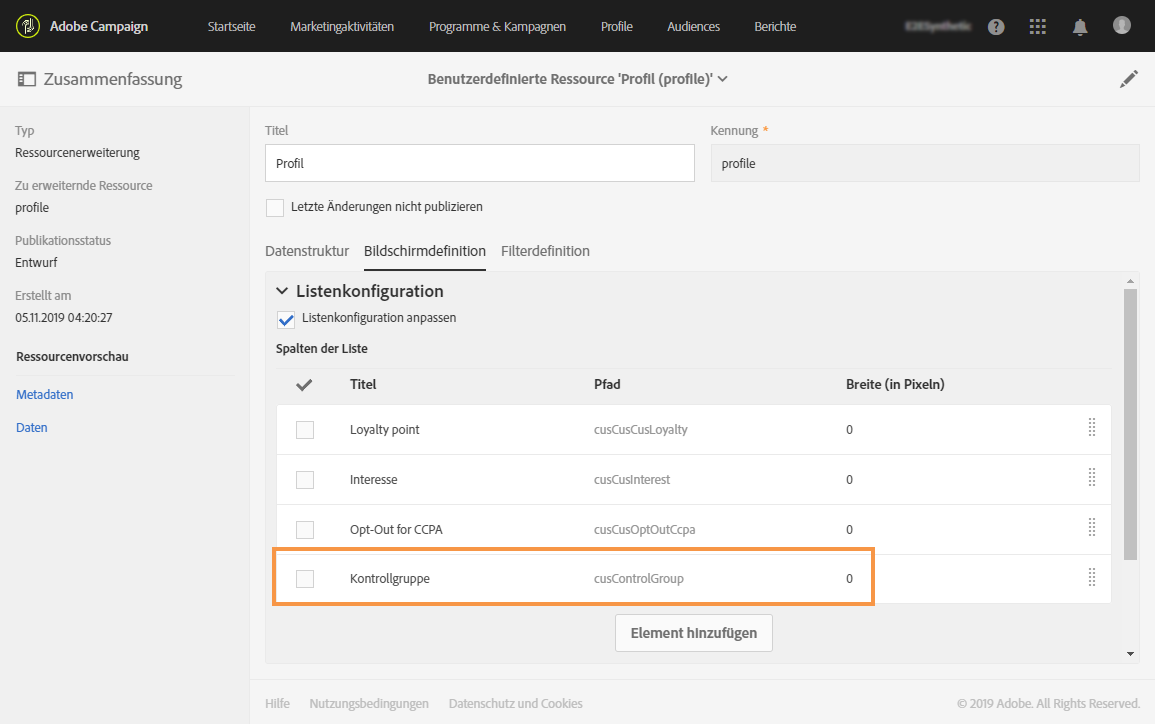 Adobe Campaign Startseite Marketingaktivitäten Programme & Kampagnen Profile Audiences Berichte
Zusammenfassung Benutzerdefinierte Ressource 'Profil (profile)'
Typ
Ressourcenerweiterung
Zu erweiternde Ressource
profile
Publikationsstatus
Entwurf
Erstellt am
05.11.2019 04:20:27
Ressourcenvorschau
Metadaten
Daten
Titel Kennung *
Profil profile
Letzte Änderungen nicht publizieren
Datenstruktur Bildschirmdefinition Filterdefinition
Listenkonfiguration
Listenkonfiguration anpassen
Spalten der Liste
Titel Pfad Breite (in Pixeln)
Loyalty point cusCusCusLoyalty 0
Interesse cusCusInterest 0
Opt-Out for CCPA cusCusOptOutCcpa 0
Kontrollgruppe cusControlGroup 0
Element hinzufügen
Hilfe Nutzungsbedingungen Datenschutz und Cookies © 2019 Adobe. All Rights Reserved.